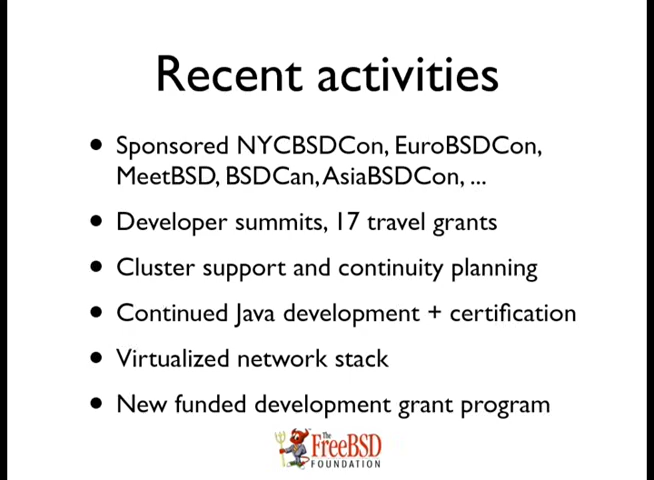 Recent activities
• Sponsored NYCBSDCon, EuroBSDCon,
MeetBSD, BSDCan, AsiaBSDCon, ...
• Developer summits, 17 travel grants
• Cluster support and continuity planning
• Continued Java development + certification
• Virtualized network stack
• New funded development grant program
The
FreeBSD
FOUNDATION